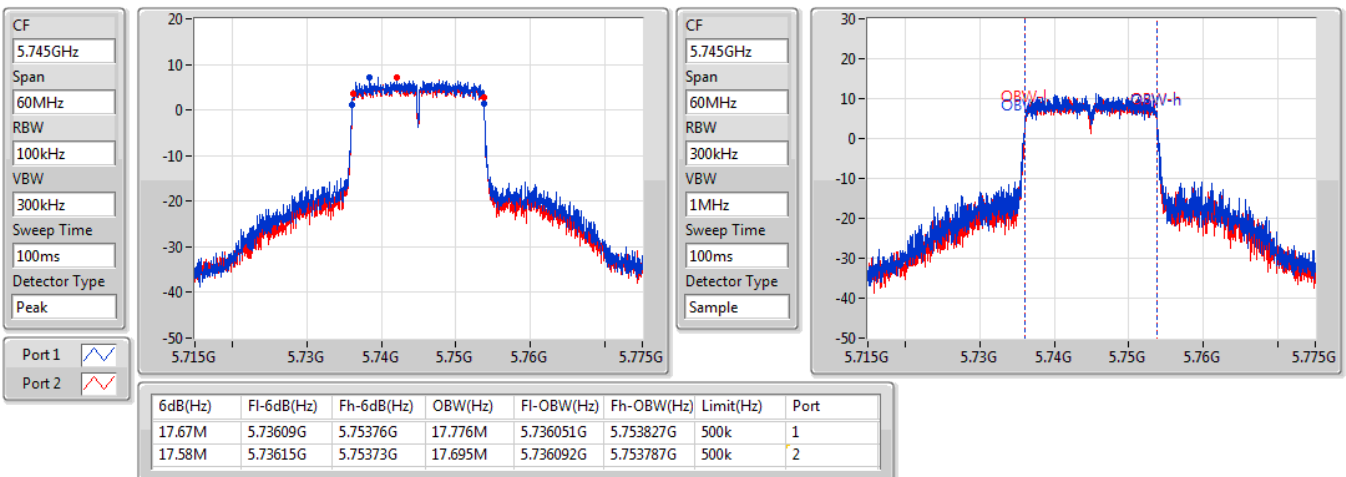 CF
5.745GHz
Span
60MHz
RBW
100kHz
VBW
300kHz
Sweep Time
100ms
Detector Type
Peak
Port 1
Port 2
20
10
0
-10
-20
-30
-40
-50
5.715G 5.73G 5.74G 5.75G 5.76G 5.775G
CF
5.745GHz
Span
60MHz
RBW
300kHz
VBW
1MHz
Sweep Time
100ms
Detector Type
Sample
30
20
10
0
-10
-20
-30
-40
-50
OBW-l
OBW-h
5.715G 5.73G 5.74G 5.75G 5.76G 5.775G
6dB(Hz) Fl-6dB(Hz) Fh-6dB(Hz) OBW(Hz) Fl-OBW(Hz) Fh-OBW(Hz) Limit(Hz) Port
17.67M 5.73609G 5.75376G 17.776M 5.736051G 5.753827G 500k 1
17.58M 5.73615G 5.75373G 17.695M 5.736092G 5.753787G 500k 2